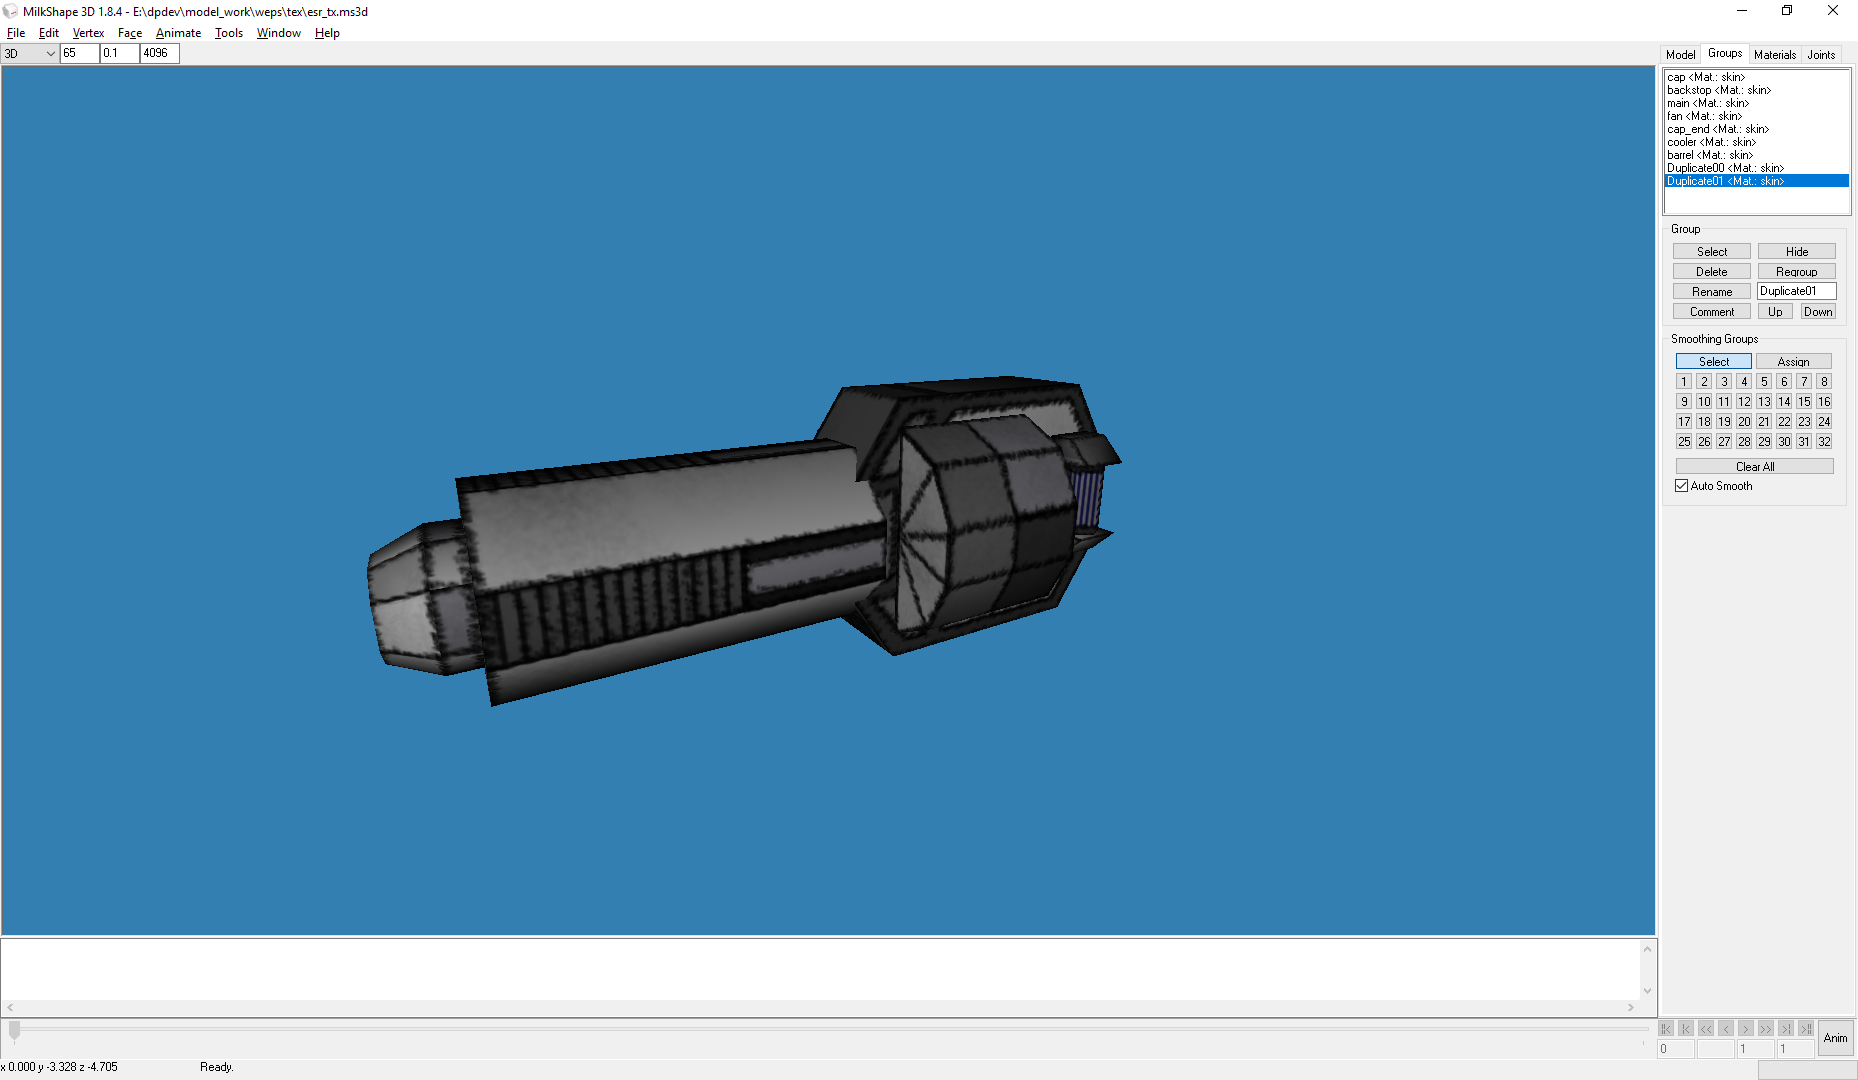 MilkShape 3D 1.8.4 - E:\dpdev\model_work\weps\tex\esr_tx.ms3d
File Edit Vertex Face Animate Tools Window Help
3D 65 0.1 4096
Model Groups Materials Joints
cap <Mat.: skin>
backstop <Mat.: skin>
main <Mat.: skin>
fan <Mat.: skin>
cap_end <Mat.: skin>
cooler <Mat.: skin>
barrel <Mat.: skin>
Duplicate00 <Mat.: skin>
Duplicate01 <Mat.: skin>
Group
Select Hide
Delete Regroup
Rename Duplicate01
Comment Up Down
Smoothing Groups
Select Assign
1 2 3 4 5 6 7 8
9 10 11 12 13 14 15 16
17 18 19 20 21 22 23 24
25 26 27 28 29 30 31 32
Clear All
Auto Smooth
Anim
0 1 1
x 0.000 y -3.328 z -4.705 Ready.